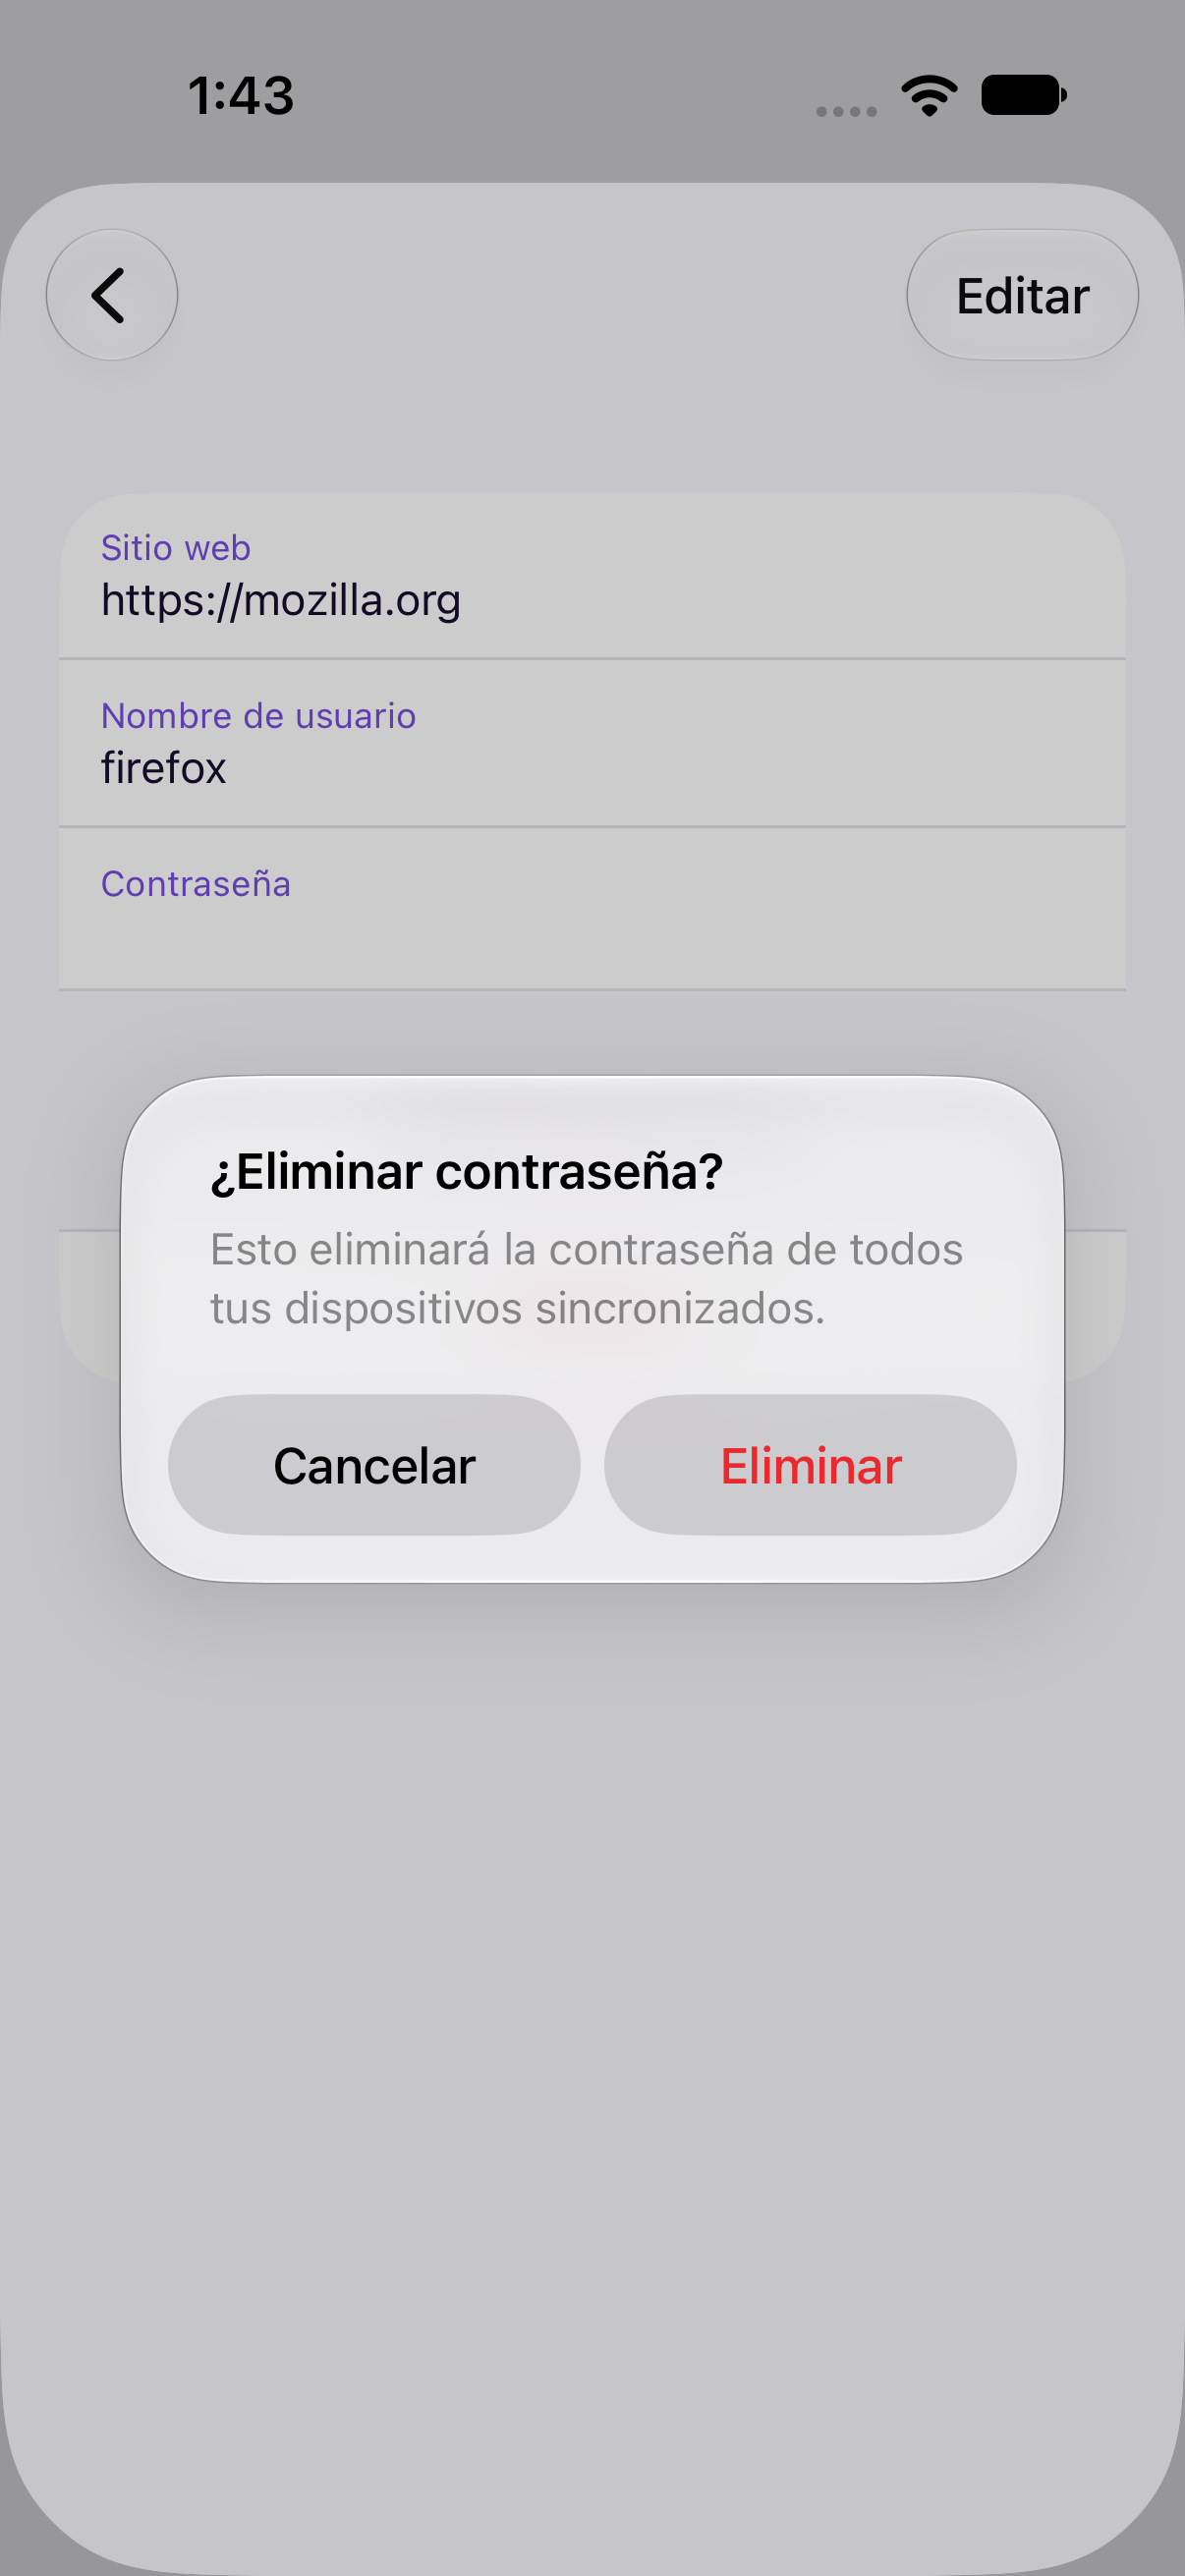 1:43
Editar
Sitio web
https://mozilla.org
Nombre de usuario
firefox
Contraseña
¿Eliminar contraseña?
Esto eliminará la contraseña de todos
tus dispositivos sincronizados.
Cancelar
Eliminar